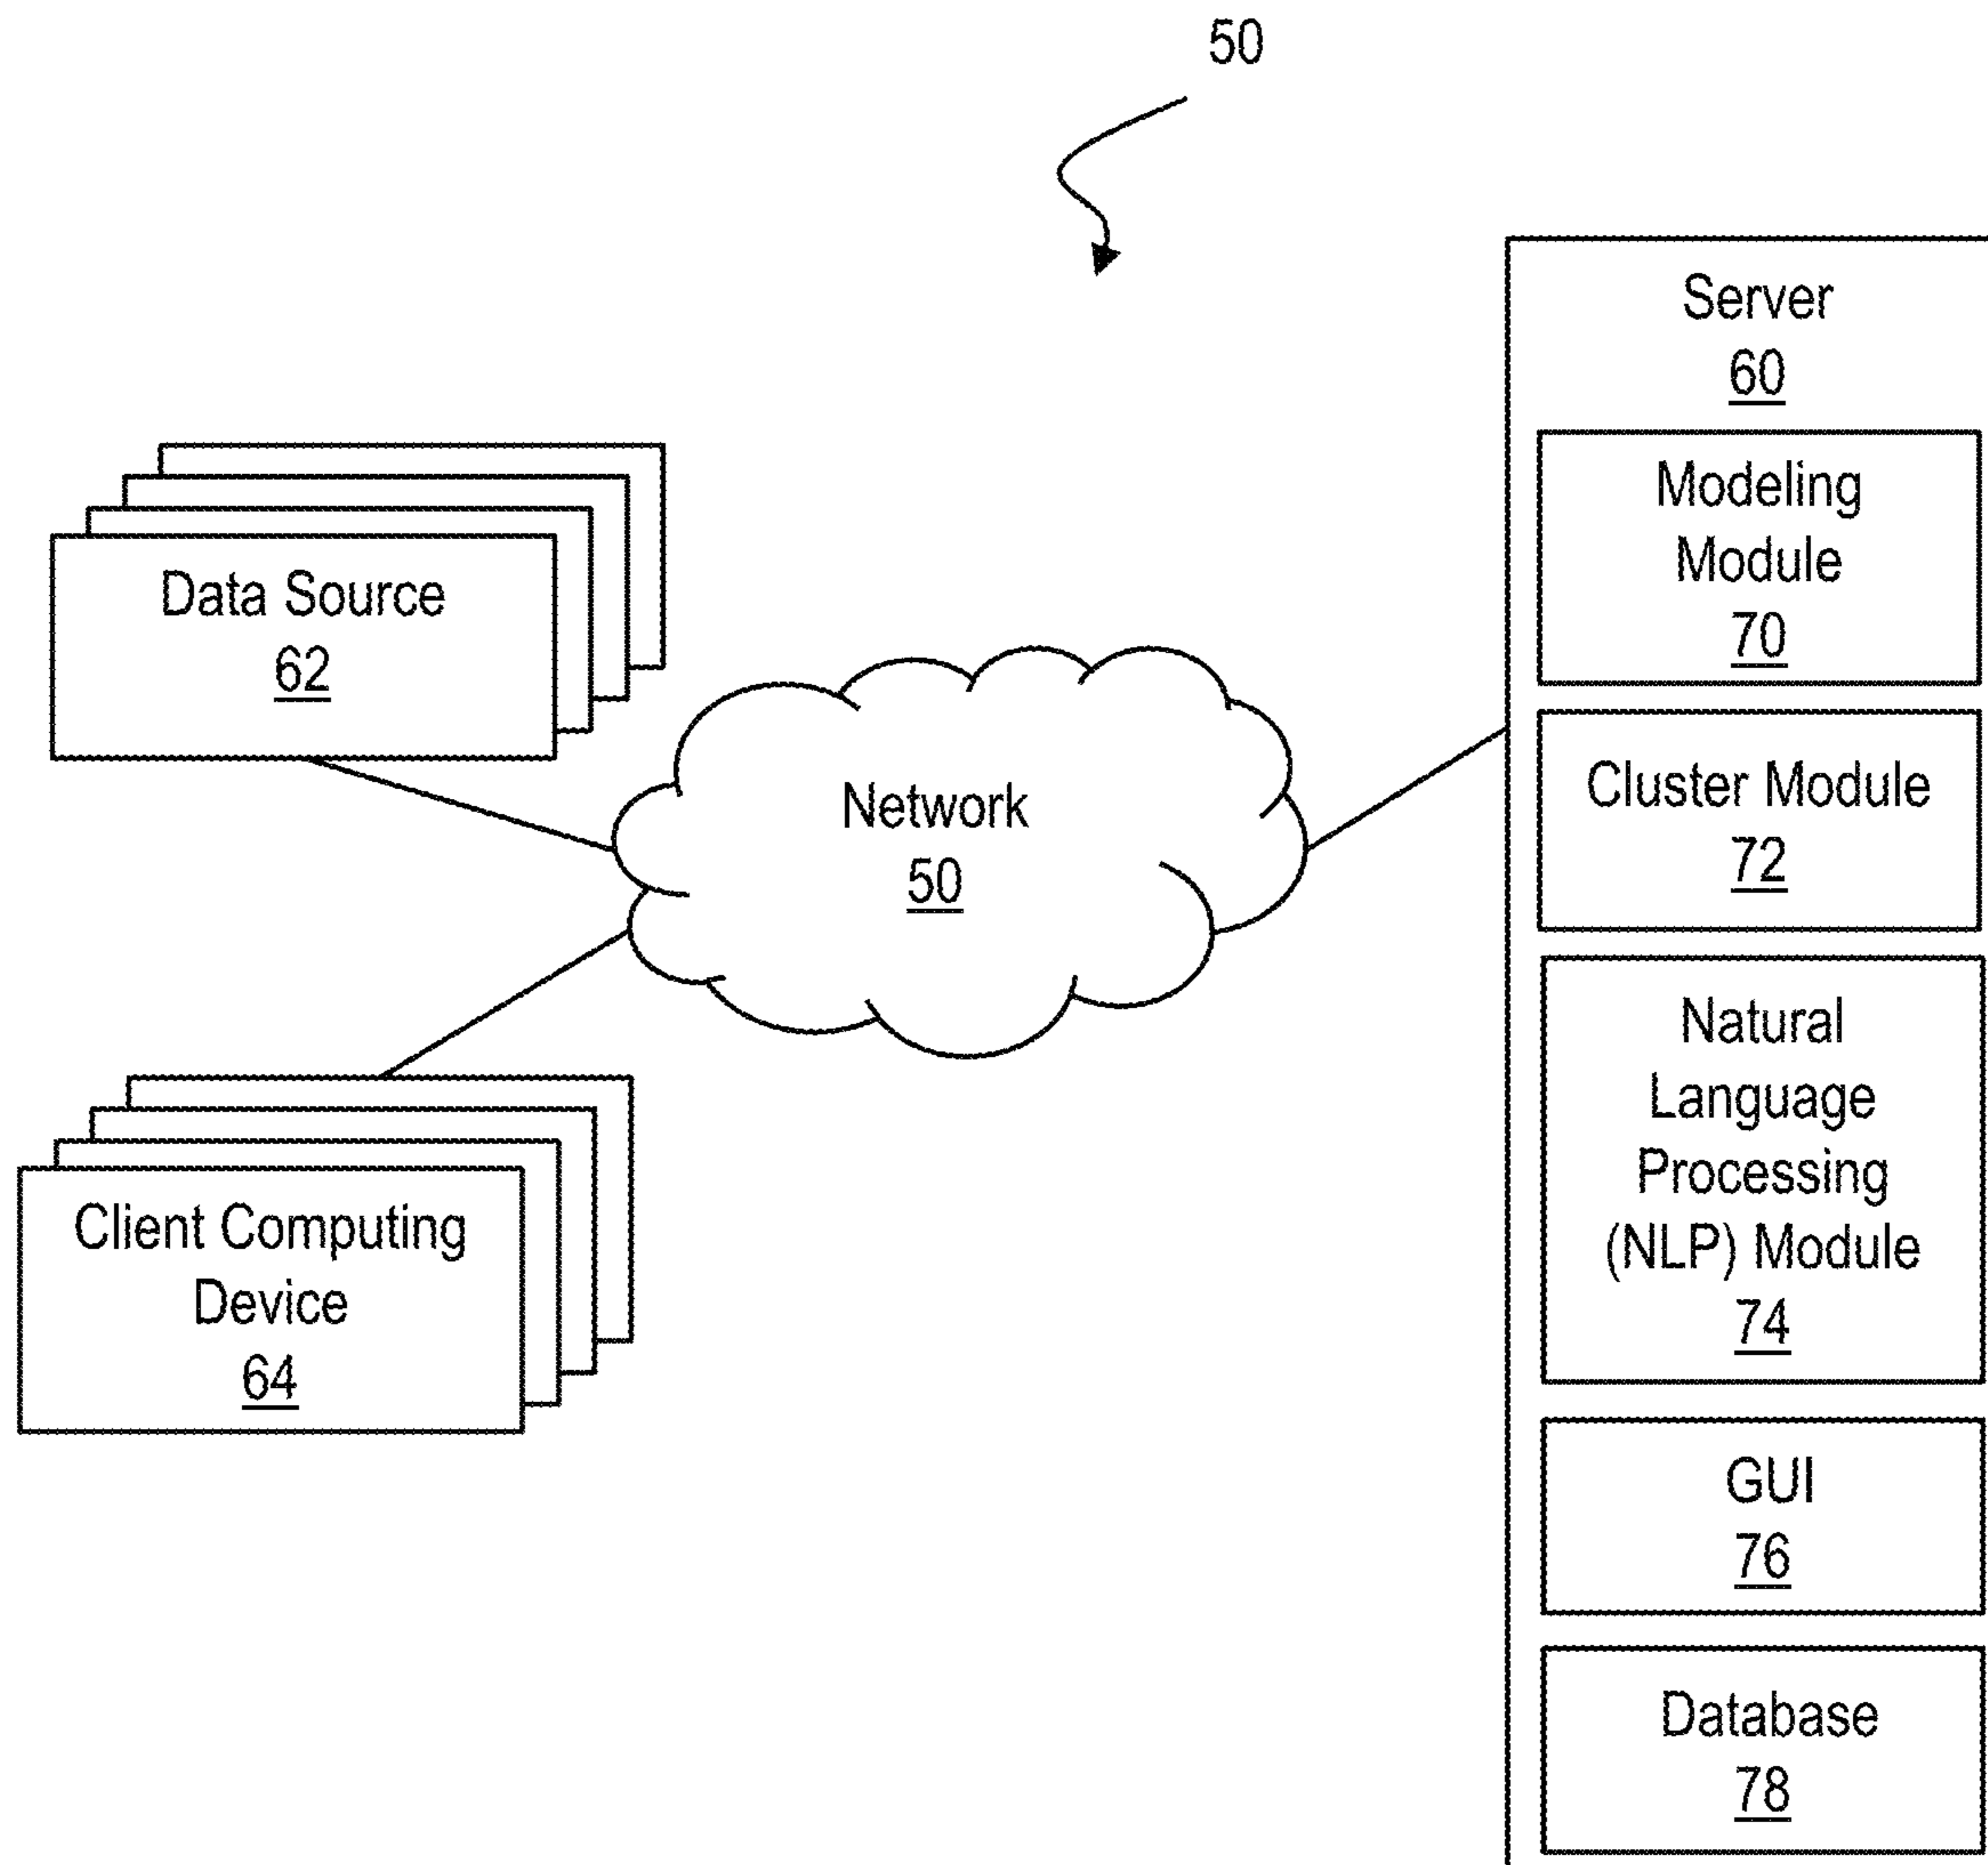 50
Server
60
Modeling
Module
70
Data Source
62
Cluster Module
72
Network
50
Natural
Language
Processing
(NLP) Module
74
Client Computing
Device
64
GUI
76
Database
78